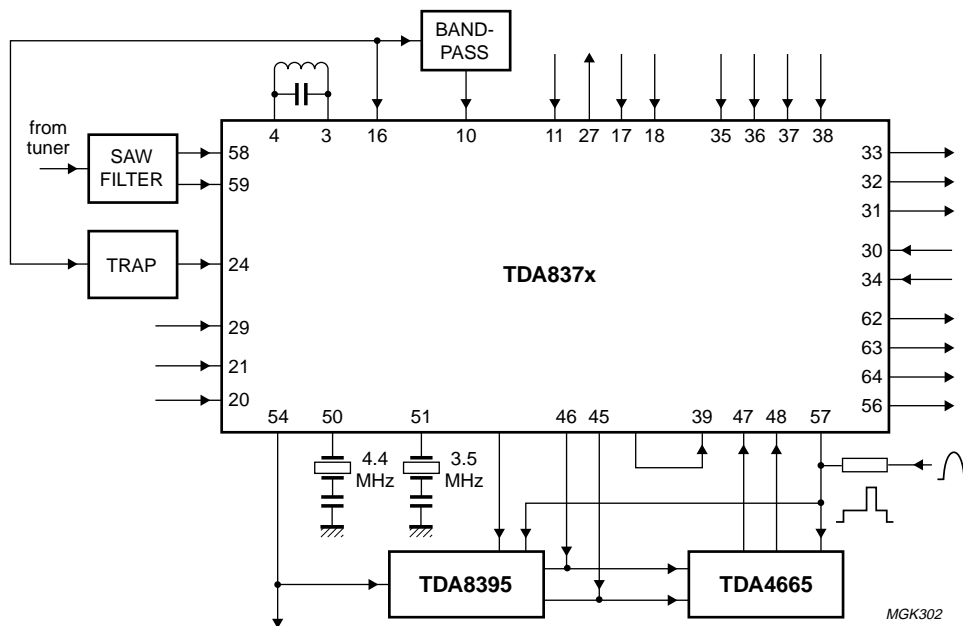 BAND-
PASS
from
tuner
SAW
FILTER
TRAP
4
3
16
10
11
27
17
18
35
36
37
38
58
59
24
29
21
20
33
32
31
30
34
62
63
64
56
TDA837x
54
50
51
46
45
39
47
48
57
4.4
MHz
3.5
MHz
TDA8395
TDA4665
MGK302